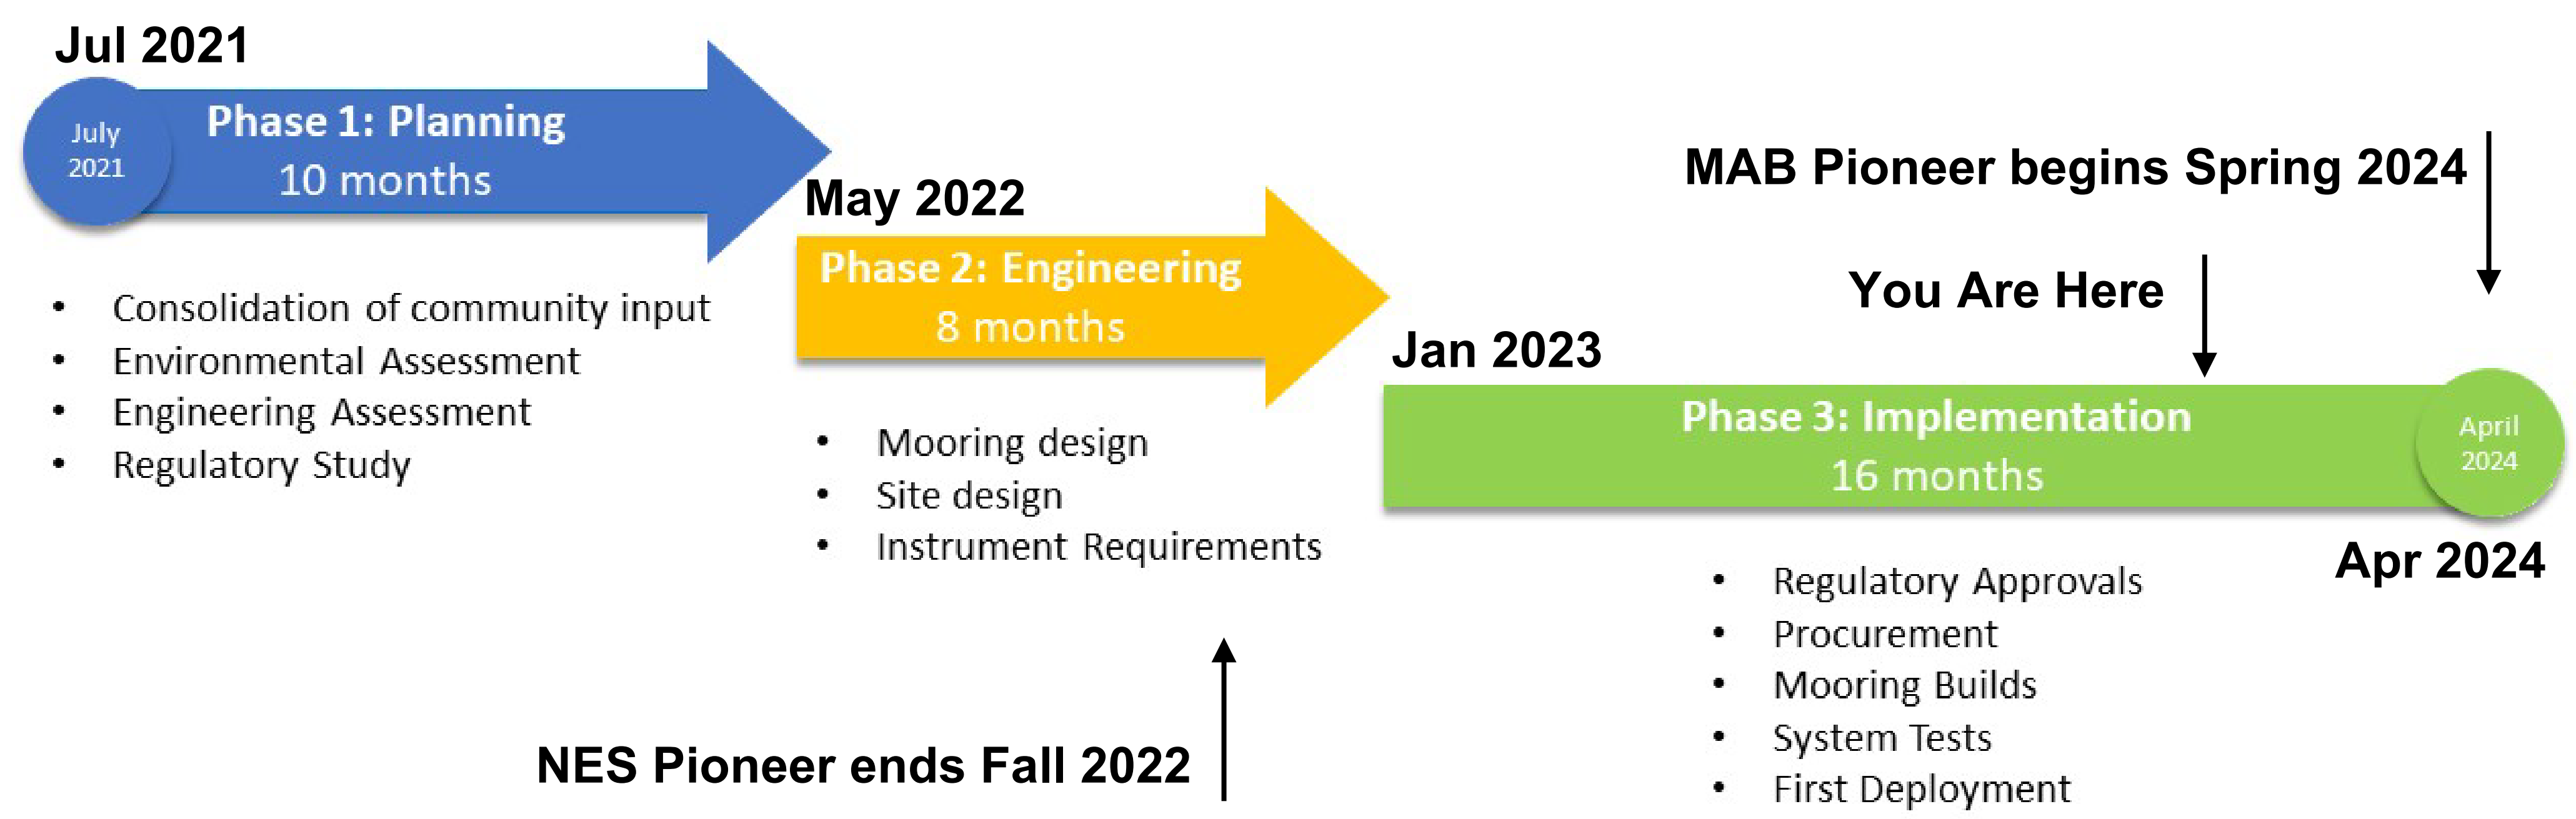 Jul 2021
July
2021
Phase 1: Planning
10 months
• Consolidation of community input
• Environmental Assessment
• Engineering Assessment
• Regulatory Study
May 2022
Phase 2: Engineering
8 months
• Mooring design
• Site design
• Instrument Requirements
NES Pioneer ends Fall 2022
MAB Pioneer begins Spring 2024
You Are Here
Jan 2023
Phase 3: Implementation
16 months
April
2024
Apr 2024
• Regulatory Approvals
• Procurement
• Mooring Builds
• System Tests
• First Deployment